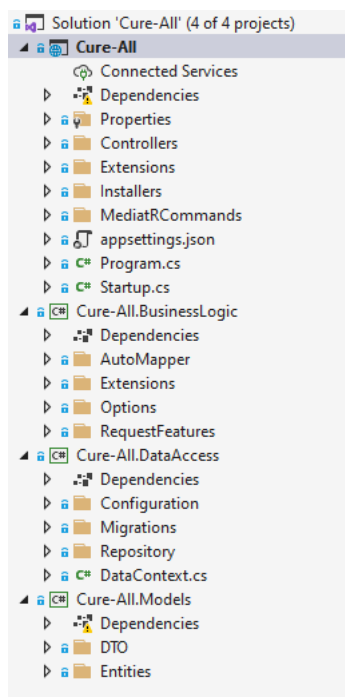 Solution 'Cure-All' (4 of 4 projects)
Cure-All
Connected Services
Dependencies
Properties
Controllers
Extensions
Installers
MediatRCommands
appsettings.json
C# Program.cs
C# Startup.cs
C# Cure-All.BusinessLogic
Dependencies
AutoMapper
Extensions
Options
RequestFeatures
C# Cure-All.DataAccess
Dependencies
Configuration
Migrations
Repository
C# DataContext.cs
C# Cure-All.Models
Dependencies
DTO
Entities